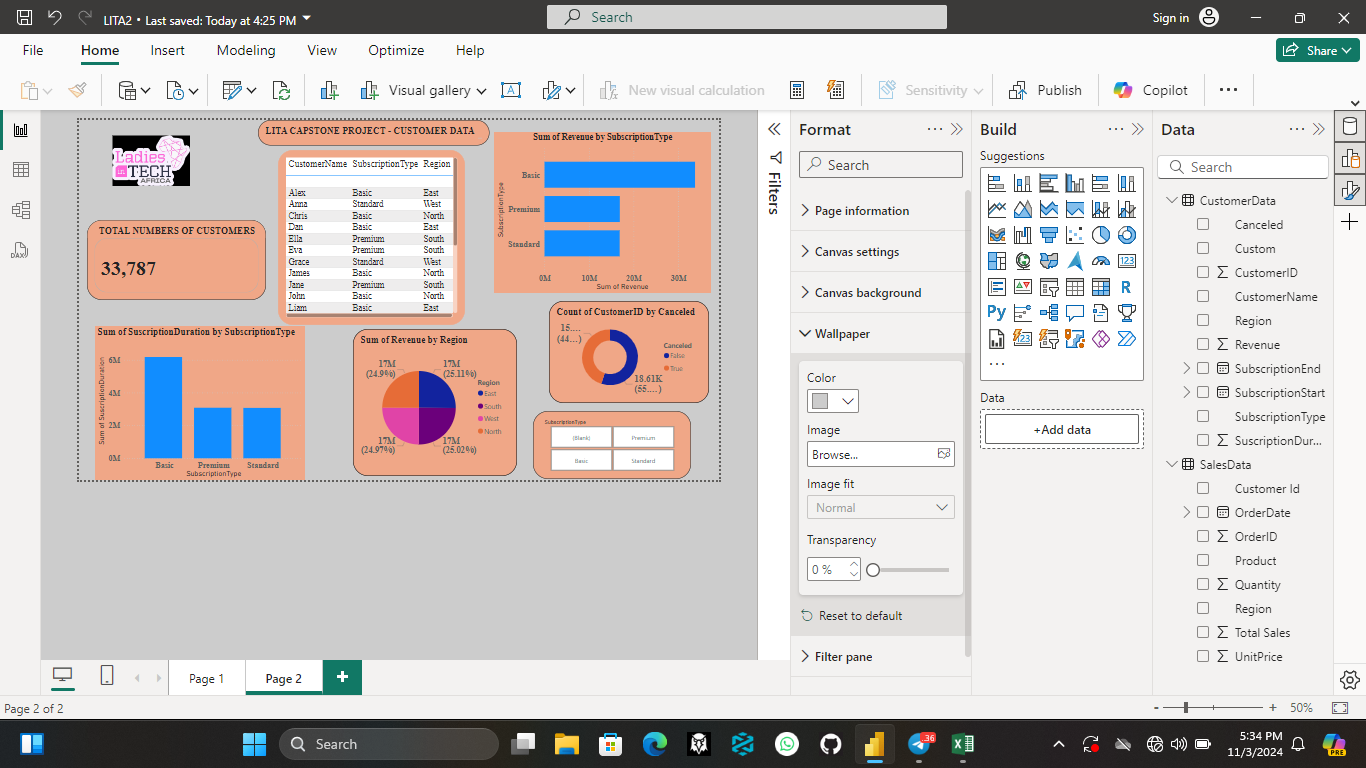 LITA2 • Last saved: Today at 4:25 PM
Search
Sign in
File Home Insert Modeling View Optimize Help
Share
Visual gallery
New visual calculation
Sensitivity
Publish
Copilot
Ladies
in TECH
AFRICA
LITA CAPSTONE PROJECT - CUSTOMER DATA
TOTAL NUMBERS OF CUSTOMERS
33,787
CustomerName SubscriptionType Region
Alex Basic East
Anna Standard West
Chris Basic North
Dan Basic East
Ella Premium South
Eva Premium South
Grace Standard West
James Basic North
Jane Premium South
John Basic North
Liam Basic East
Sum of Revenue by SubscriptionType
SubscriptionType
Basic
Premium
Standard
0M 10M 20M 30M
Sum of Revenue
Sum of SuscriptionDuration by SubscriptionType
Sum of SuscriptionDuration
6M
4M
2M
0M
Basic Premium Standard
SubscriptionType
Sum of Revenue by Region
17M
(24.9%)
17M
(25.11%)
17M
(24.97%)
17M
(25.02%)
Region
East
South
West
North
Count of CustomerID by Canceled
15....
(44...)
18.61K
(55....)
Canceled
False
True
SubscriptionType
(Blank) Premium
Basic Standard
Filters
Format
Search
Page information
Canvas settings
Canvas background
Wallpaper
Color
Image
Browse...
Image fit
Normal
Transparency
0 %
Reset to default
Filter pane
Build
Suggestions
123
R
Py
...
Data
+Add data
Data
Search
CustomerData
Canceled
Custom
CustomerID
CustomerName
Region
Revenue
SubscriptionEnd
SubscriptionStart
SubscriptionType
SuscriptionDur...
SalesData
Customer Id
OrderDate
OrderID
Product
Quantity
Region
Total Sales
UnitPrice
DAX
Page 1
Page 2
+
Page 2 of 2
- + 50%
Search
36
5:34 PM
11/3/2024
PRE